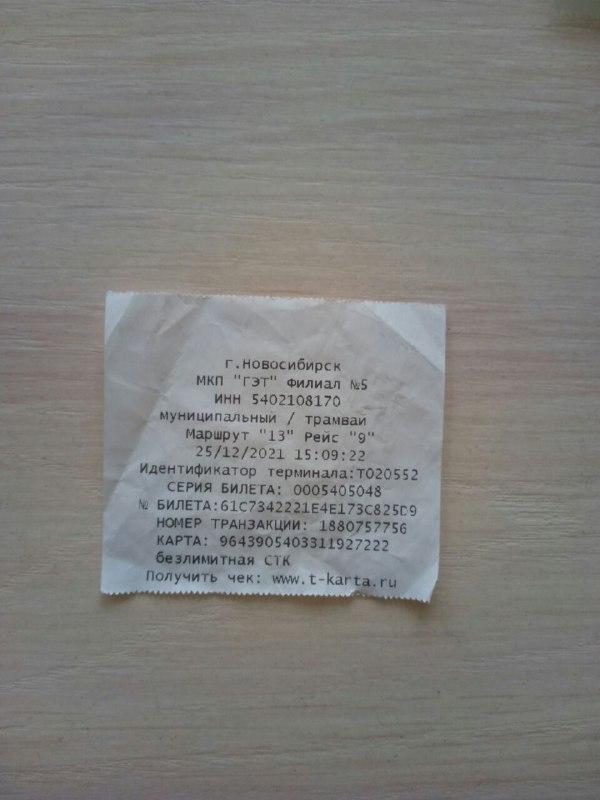 г.Новосибирск
МКП "ГЭТ" Филиал №5
ИНН 5402108170
муниципальный / трамвай
Маршрут "13" Рейс "9"
25/12/2021 15:09:22
Идентификатор терминала:T020552
СЕРИЯ БИЛЕТА: 0005405048
№ БИЛЕТА:61C7342221E4E173C825D9
НОМЕР ТРАНЗАКЦИИ: 1880757756
КАРТА: 9643905403311927222
безлимитная СТК
Получить чек: www.t-karta.ru